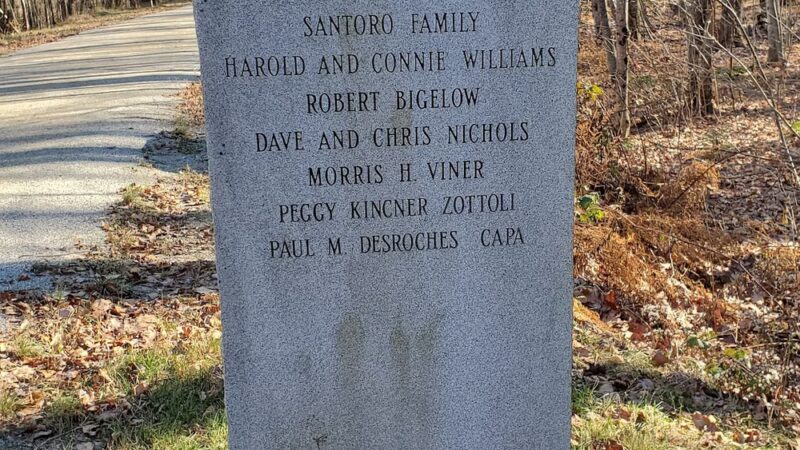 SANTORO FAMILY
HAROLD AND CONNIE WILLIAMS
ROBERT BIGELOW
DAVE AND CHRIS NICHOLS
MORRIS H. VINER
PEGGY KINCNER ZOTTOLI
PAUL M. DESROCHES CAPA